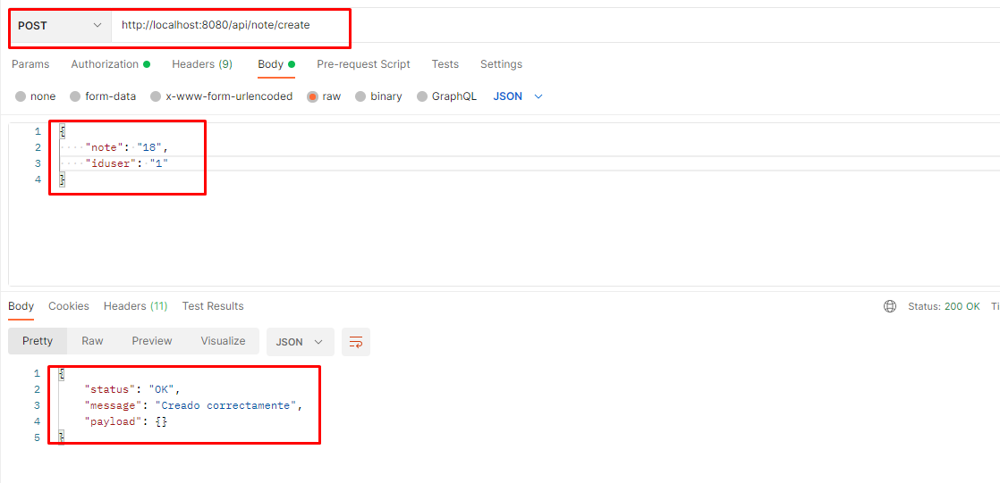 POST http://localhost:8080/api/note/create
Params Authorization Headers (9) Body Pre-request Script Tests Settings
none form-data x-www-form-urlencoded raw binary GraphQL JSON
1 {
2 "note": "18",
3 "iduser": "1"
4 }
Body Cookies Headers (11) Test Results Status: 200 OK
Pretty Raw Preview Visualize JSON
1 {
2 "status": "OK",
3 "message": "Creado correctamente",
4 "payload": {}
5 }